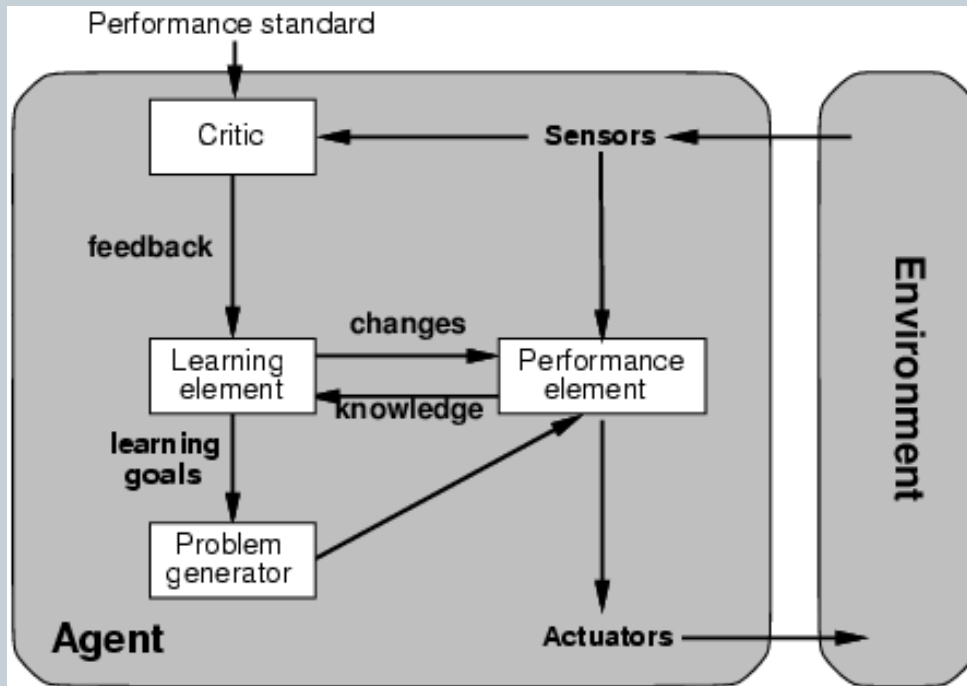 Performance standard
Critic
Sensors
feedback
changes
Learning
element
Performance
element
knowledge
learning
goals
Problem
generator
Agent
Actuators
Environment